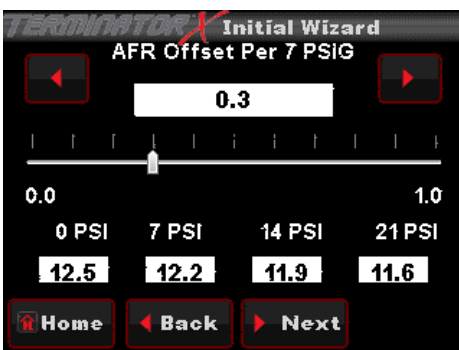 TERMINATOR X Initial Wizard
AFR Offset Per 7 PSIG
0.3
0.0 1.0
0 PSI 7 PSI 14 PSI 21 PSI
12.5 12.2 11.9 11.6
Home Back Next